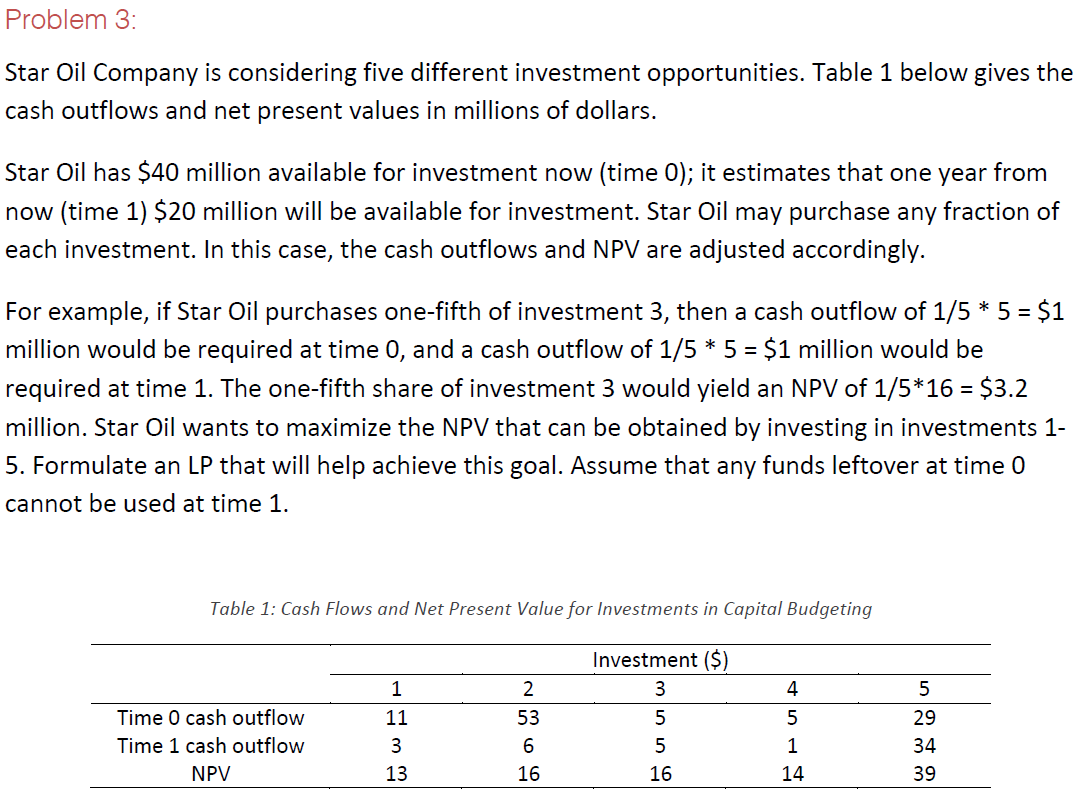 Problem 3:
Star Oil Company is considering five different investment opportunities. Table 1 below gives the
cash outflows and net present values in millions of dollars.
Star Oil has $40 million available for investment now (time 0); it estimates that one year from
now (time 1) $20 million will be available for investment. Star Oil may purchase any fraction of
each investment. In this case, the cash outflows and NPV are adjusted accordingly.
For example, if Star Oil purchases one-fifth of investment 3, then a cash outflow of 1/5 * 5 = $1
million would be required at time 0, and a cash outflow of 1/5 * 5 = $1 million would be
required at time 1. The one-fifth share of investment 3 would yield an NPV of 1/5*16 = $3.2
million. Star Oil wants to maximize the NPV that can be obtained by investing in investments 1-
5. Formulate an LP that will help achieve this goal. Assume that any funds leftover at time 0
cannot be used at time 1.
Table 1: Cash Flows and Net Present Value for Investments in Capital Budgeting
Investment ($)
1 2 3 4 5
Time 0 cash outflow 11 53 5 5 29
Time 1 cash outflow 3 6 5 1 34
NPV 13 16 16 14 39